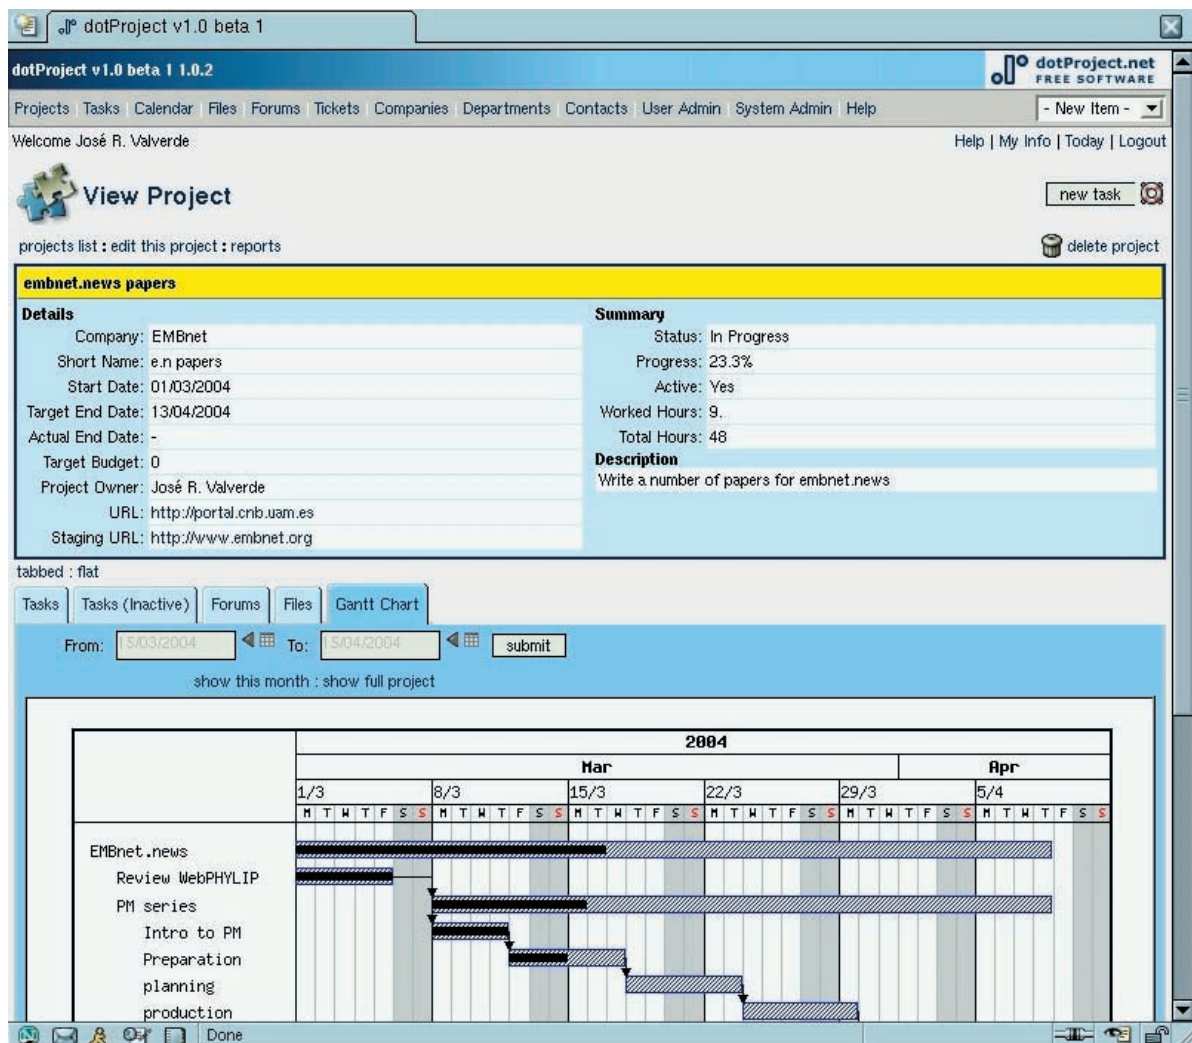 dotProject v1.0 beta 1
dotProject v1.0 beta 1 1.0.2
dotProject.net
FREE SOFTWARE
Projects Tasks Calendar Files Forums Tickets Companies Departments Contacts User Admin System Admin Help - New Item -
Welcome José R. Valverde Help | My Info | Today | Logout
View Project new task
projects list : edit this project : reports delete project
embnet.news papers
Details
Company: EMBnet
Short Name: e.n papers
Start Date: 01/03/2004
Target End Date: 13/04/2004
Actual End Date: -
Target Budget: 0
Project Owner: José R. Valverde
URL: http://portal.cnb.uam.es
Staging URL: http://www.embnet.org
Summary
Status: In Progress
Progress: 23.3%
Active: Yes
Worked Hours: 9.
Total Hours: 48
Description
Write a number of papers for embnet.news
tabbed : flat
Tasks Tasks (Inactive) Forums Files Gantt Chart
From: 15/03/2004 To: 15/04/2004 submit
show this month : show full project
2004
Mar Apr
1/3 8/3 15/3 22/3 29/3 5/4
M T W T F S S M T W T F S S M T W T F S S M T W T F S S M T W T F S S M T W T F S S
EMBnet.news
Review WebPHYLIP
PM series
Intro to PM
Preparation
planning
production
Done